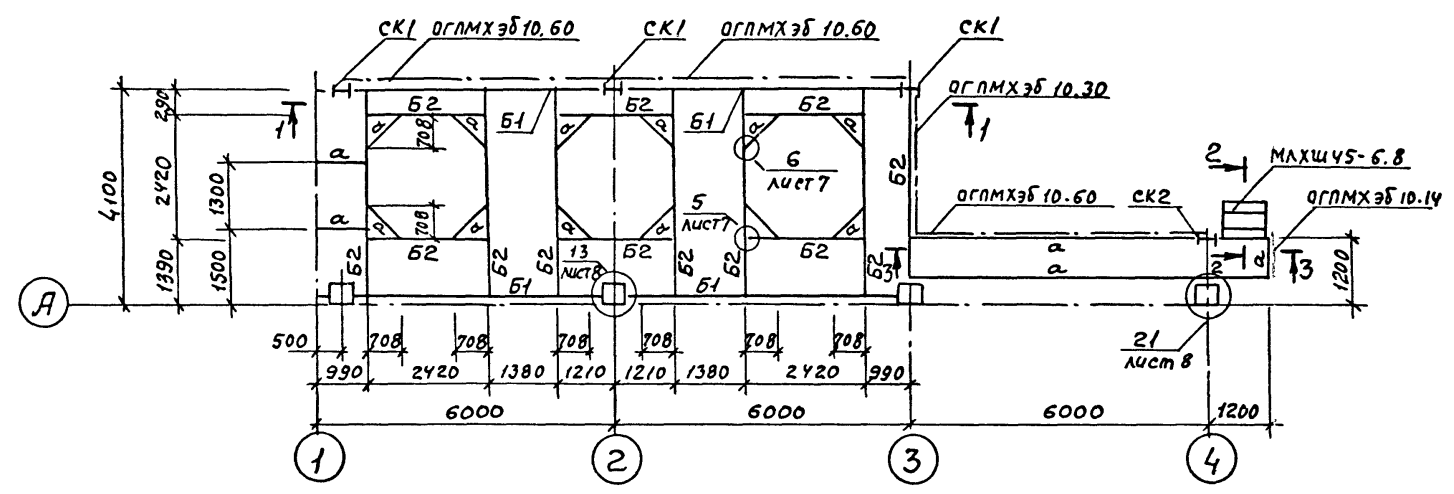 СК1 ОГПМХЭБ 10.60 СК1 ОГПМХЭБ 10.60 СК1
ОГПМХЭБ 10.30
290 Б2 Б2 Б2
1 а 708 а Б1 а а Б1 а а 1
6
лист 7
2 МЛХШ 45-6.8
4100 2420 1300 а Б2
ОГПМХЭБ 10.60 СК2 ОГПМХЭБ 10.14
5
лист 7
а 708 а а а а а а
1390 1500 Б2 Б2 Б2 а
Б2 Б2 Б2 Б2 Б2 Б2 3 а 2 а 3 1200
13
лист 8
Б1 Б1
А
500 708 708 708 708 708 708
21
лист 8
990 2420 1380 1210 1210 1380 2420 990
6000 6000 6000 1200
1 2 3 4